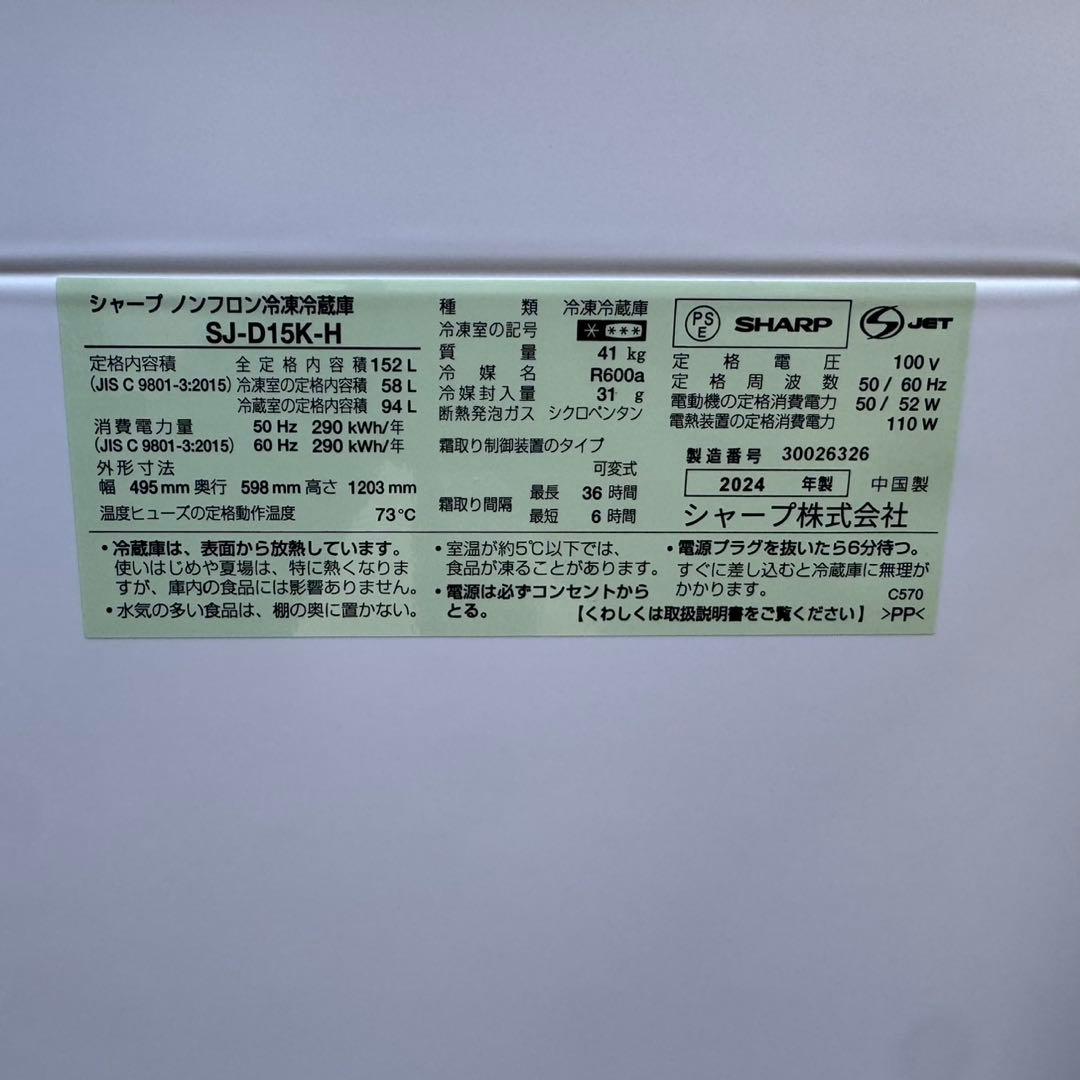 シャープ ノンフロン冷凍冷蔵庫
SJ-D15K-H
定格内容積 全定格内容積 152 L
(JIS C 9801-3:2015) 冷凍室の定格内容積 58 L
冷蔵室の定格内容積 94 L
消費電力量 50 Hz 290 kWh/年
(JIS C 9801-3:2015) 60 Hz 290 kWh/年
外形寸法
幅 495 mm 奥行 598 mm 高さ 1203 mm
温度ヒューズの定格動作温度 73℃
種類 冷凍冷蔵庫
冷凍室の記号 * ***
質量 41 kg
冷媒名 R600a
冷媒封入量 31 g
断熱発泡ガス シクロペンタン
霜取り制御装置のタイプ
可変式
霜取り間隔 最長 36 時間
最短 6 時間
PS E SHARP JET
定格電圧 100 V
定格周波数 50 / 60 Hz
電動機の定格消費電力 50 / 52 W
電熱装置の定格消費電力 110 W
製造番号 30026326
2024 年製 中国製
シャープ株式会社
・冷蔵庫は、表面から放熱しています。
使いはじめや夏場は、特に熱くなりま
すが、庫内の食品には影響ありません。
・水気の多い食品は、棚の奥に置かない。
・室温が約5℃以下では、
食品が凍ることがあります。
・電源は必ずコンセントから
とる。
・電源プラグを抜いたら6分待つ。
すぐに差し込むと冷蔵庫に無理が
かかります。 C570
【くわしくは取扱説明書をご覧ください】 >PP<